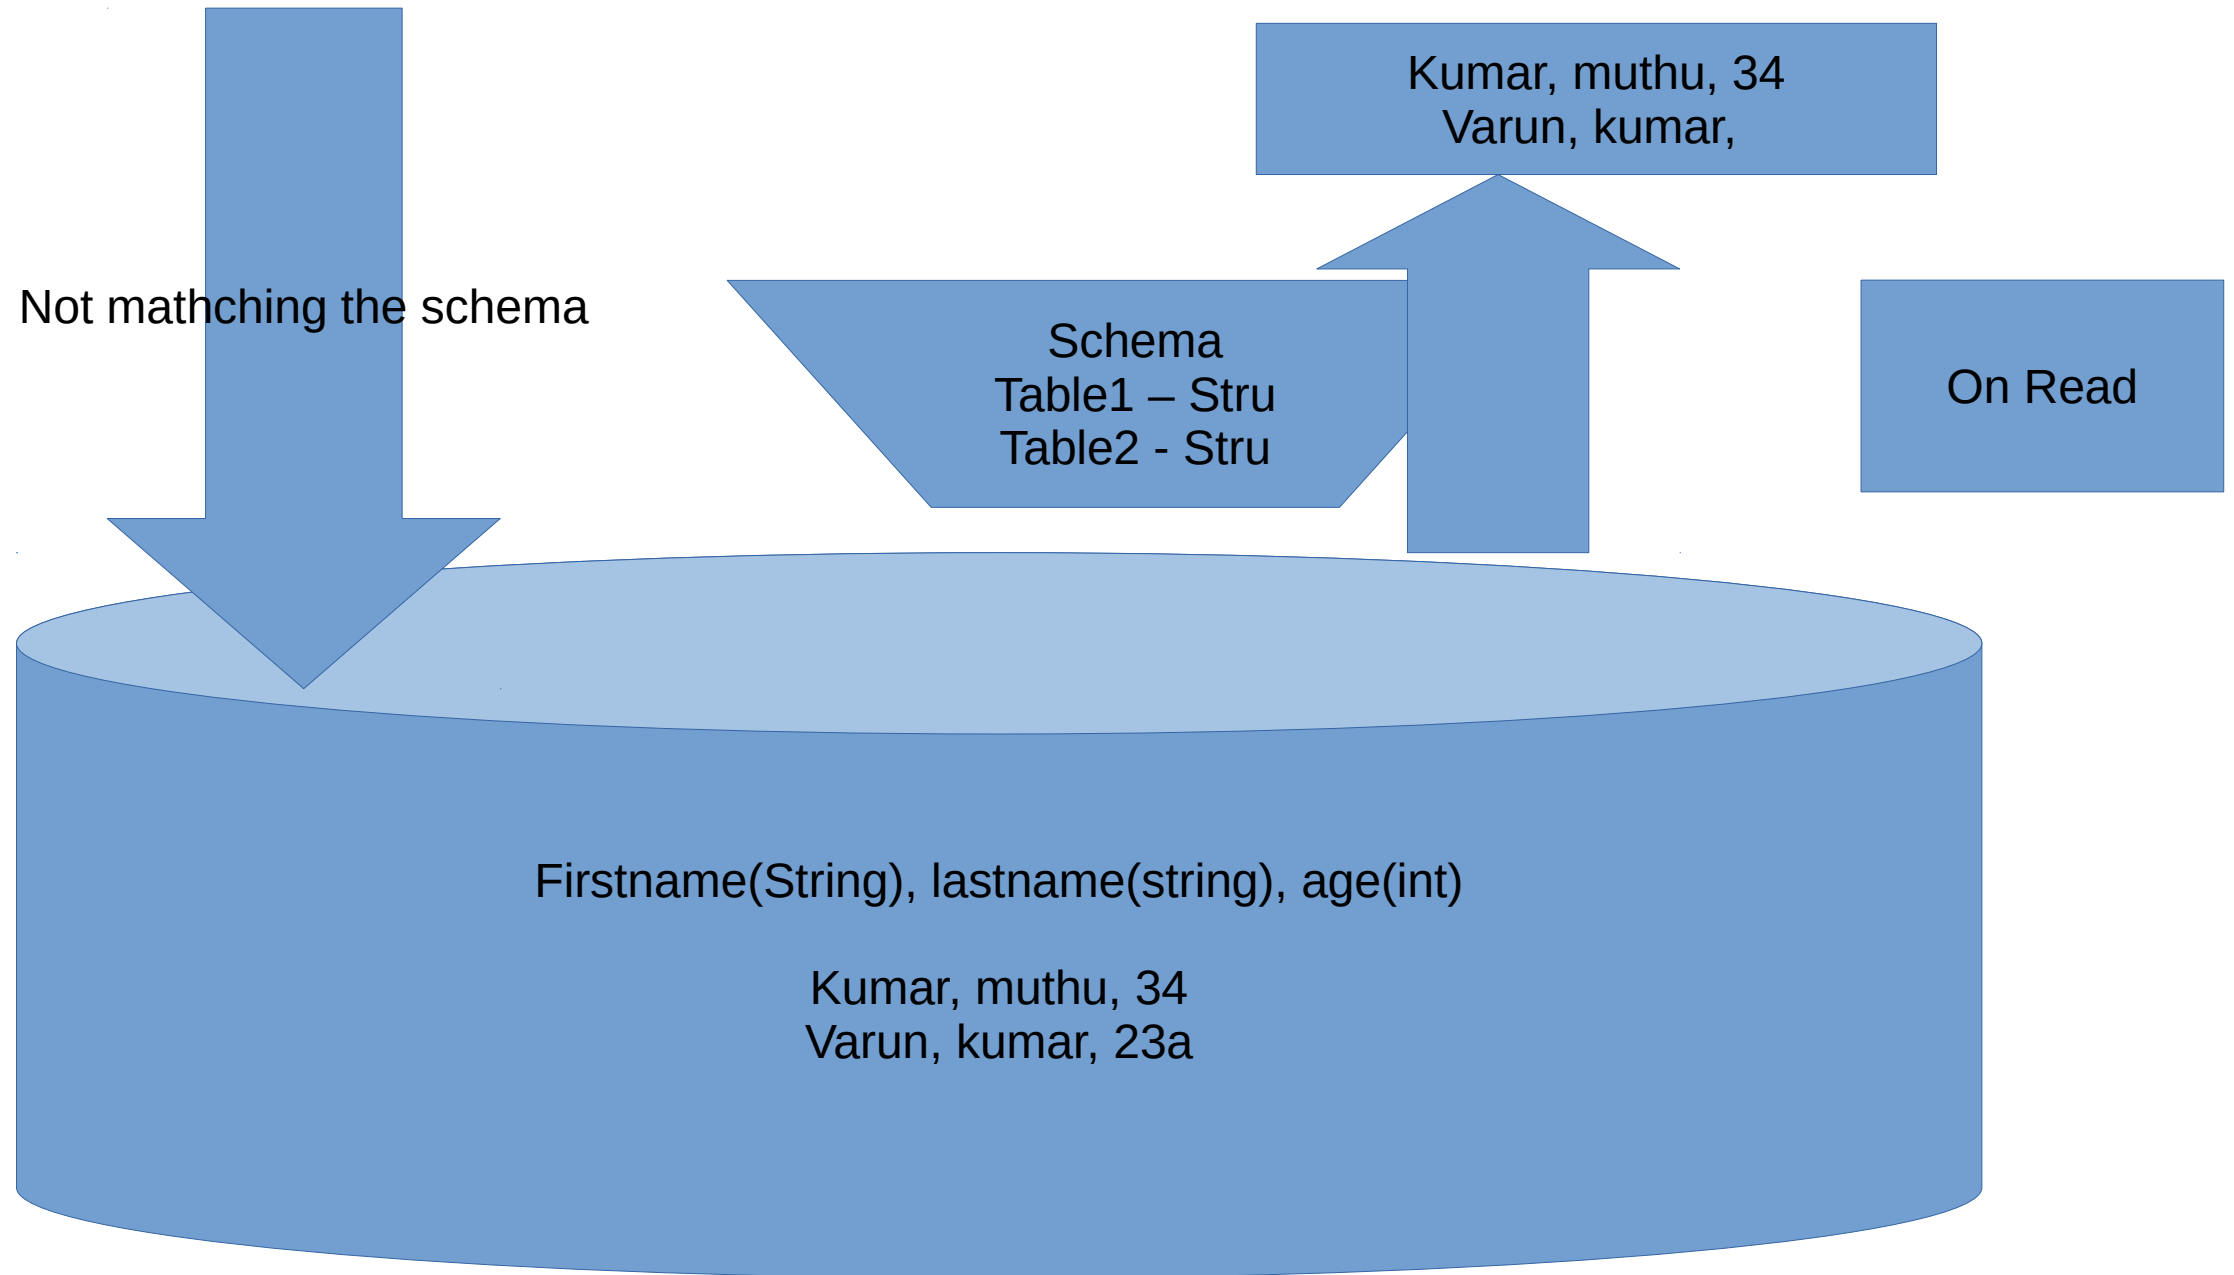 Kumar, muthu, 34
Varun, kumar,
Not mathching the schema
Schema
Table1 – Stru
Table2 - Stru
On Read
Firstname(String), lastname(string), age(int)
Kumar, muthu, 34
Varun, kumar, 23a